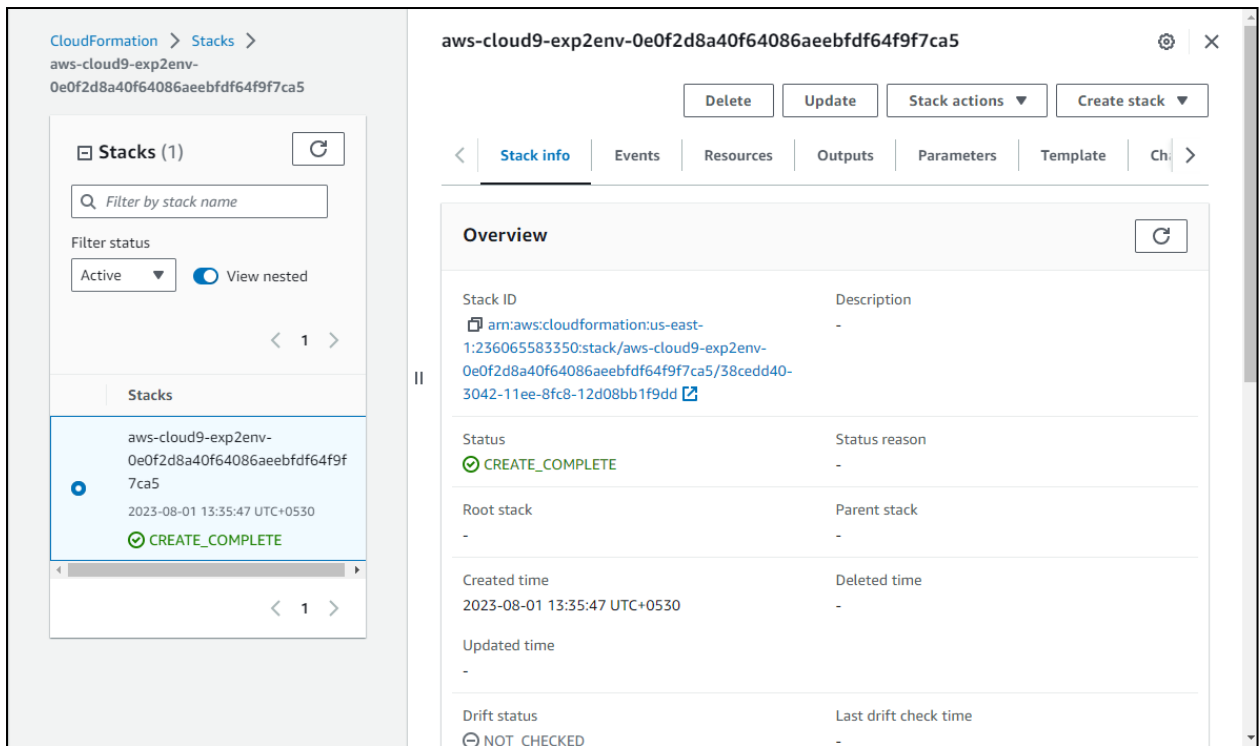 CloudFormation > Stacks >
aws-cloud9-exp2env-
0e0f2d8a40f64086aeebfdf64f9f7ca5
Stacks (1)
Filter by stack name
Filter status
Active
View nested
1
Stacks
aws-cloud9-exp2env-
0e0f2d8a40f64086aeebfdf64f9f
7ca5
2023-08-01 13:35:47 UTC+0530
CREATE_COMPLETE
1
aws-cloud9-exp2env-0e0f2d8a40f64086aeebfdf64f9f7ca5
Delete Update Stack actions Create stack
Stack info Events Resources Outputs Parameters Template
Overview
Stack ID
arn:aws:cloudformation:us-east-
1:236065583350:stack/aws-cloud9-exp2env-
0e0f2d8a40f64086aeebfdf64f9f7ca5/38cedd40-
3042-11ee-8fc8-12d08bb1f9dd
Description
-
Status
CREATE_COMPLETE
Status reason
-
Root stack
-
Parent stack
-
Created time
2023-08-01 13:35:47 UTC+0530
Deleted time
-
Updated time
-
Drift status
NOT_CHECKED
Last drift check time
-